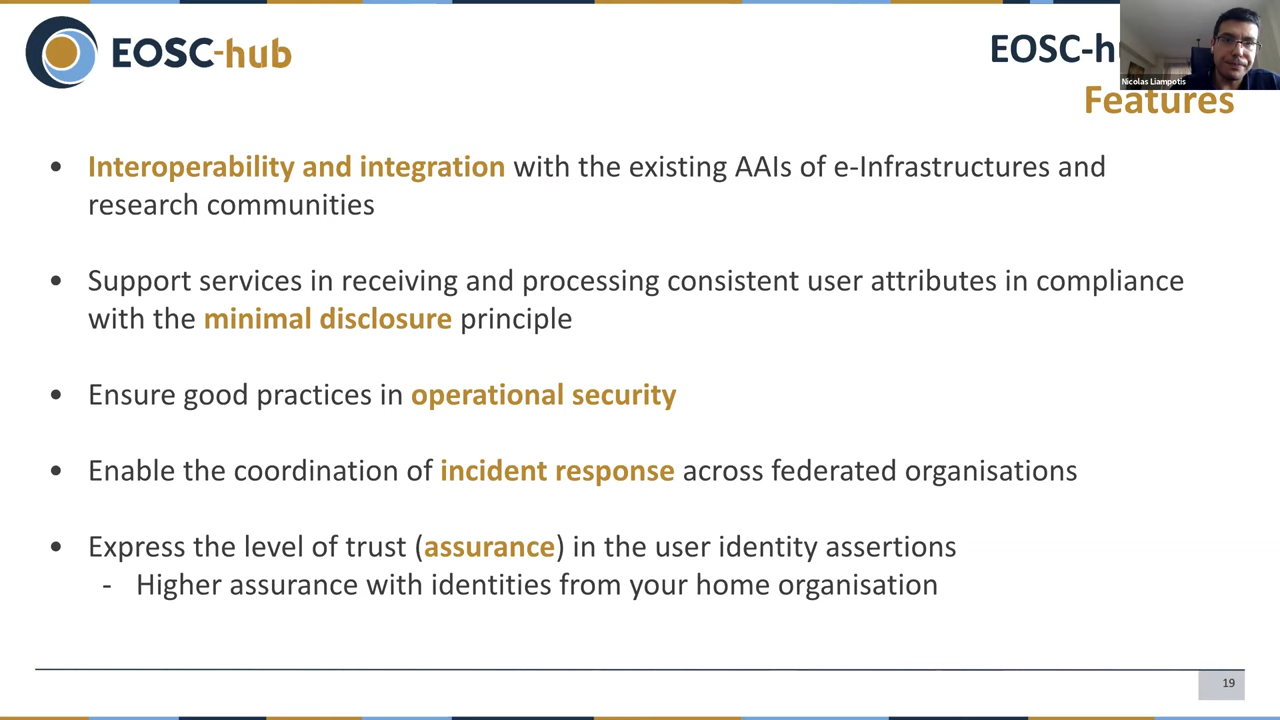 EOSC-hub
EOSC-h
Nicolas Liampotis
Features
• Interoperability and integration with the existing AAIs of e-Infrastructures and
research communities
• Support services in receiving and processing consistent user attributes in compliance
with the minimal disclosure principle
• Ensure good practices in operational security
• Enable the coordination of incident response across federated organisations
• Express the level of trust (assurance) in the user identity assertions
- Higher assurance with identities from your home organisation
19